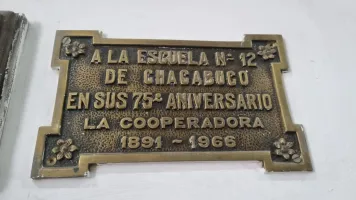 A LA ESCUELA Nº 12
DE CHACABUCO
EN SUS 75º ANIVERSARIO
LA COOPERADORA
1891 - 1966